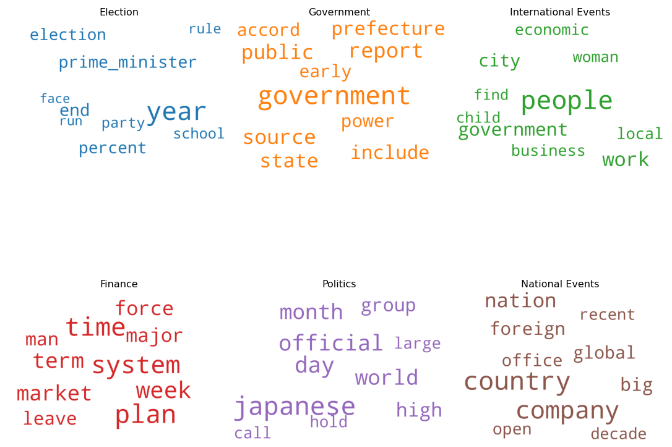 Election
election
rule
prime_minister
face
end
year
run
party
school
percent
Government
accord
prefecture
public
report
early
government
power
source
include
state
International Events
economic
city
woman
find
people
child
government
local
business
work
Finance
force
time
man
major
term
system
week
market
plan
leave
Politics
month
group
official
large
day
world
japanese
high
hold
call
National Events
nation
recent
foreign
office
global
country
big
company
open
decade